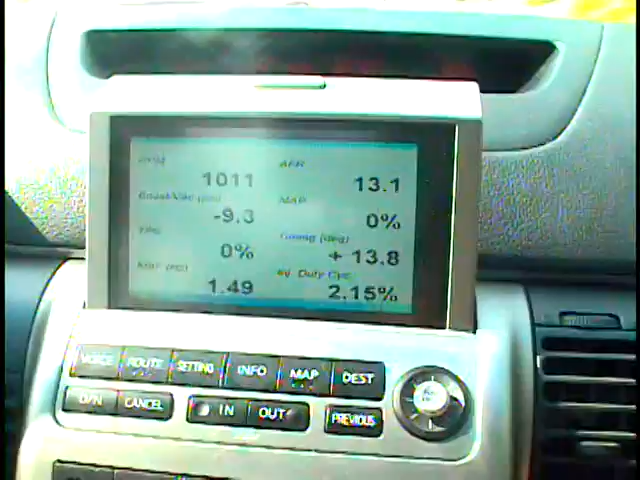 RPM AFR
1011 13.1
Boost/Vac (psi) MAP
-9.3 0%
TPS Timing (deg)
0% + 13.8
Inj. Duty Cyc.
1.49 2.15%
VOICE ROUTE SETTING INFO MAP DEST
D/N CANCEL IN OUT PREVIOUS